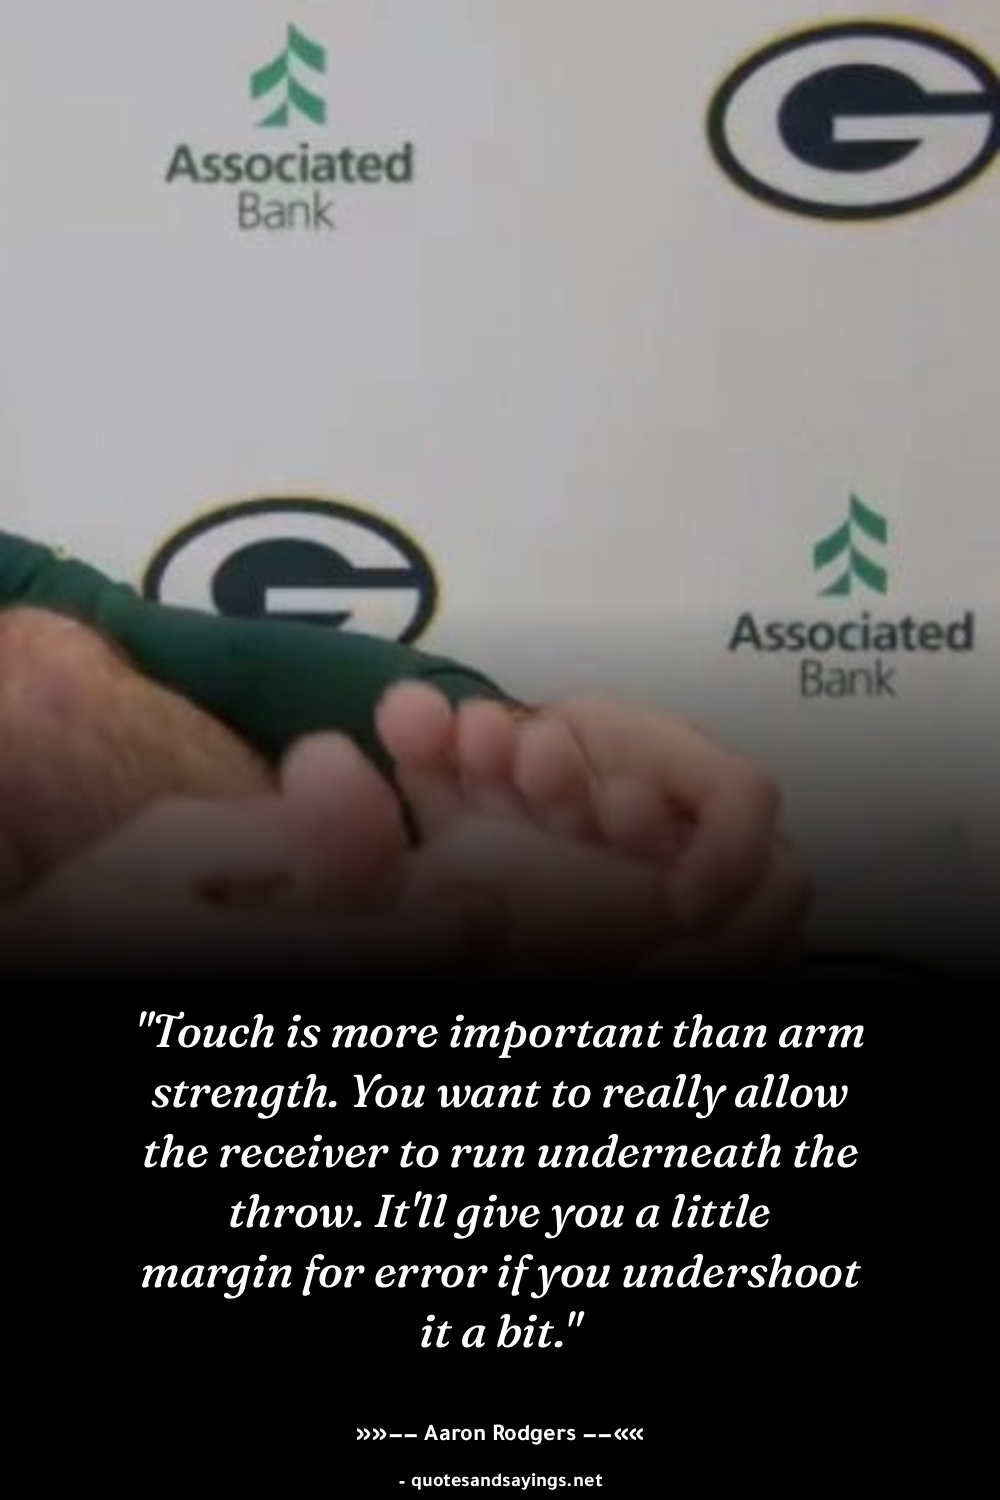 Associated
Bank
G
G
Associated
Bank
"Touch is more important than arm
strength. You want to really allow
the receiver to run underneath the
throw. It'll give you a little
margin for error if you undershoot
it a bit."
»»−− Aaron Rodgers −−««
- quotesandsayings.net